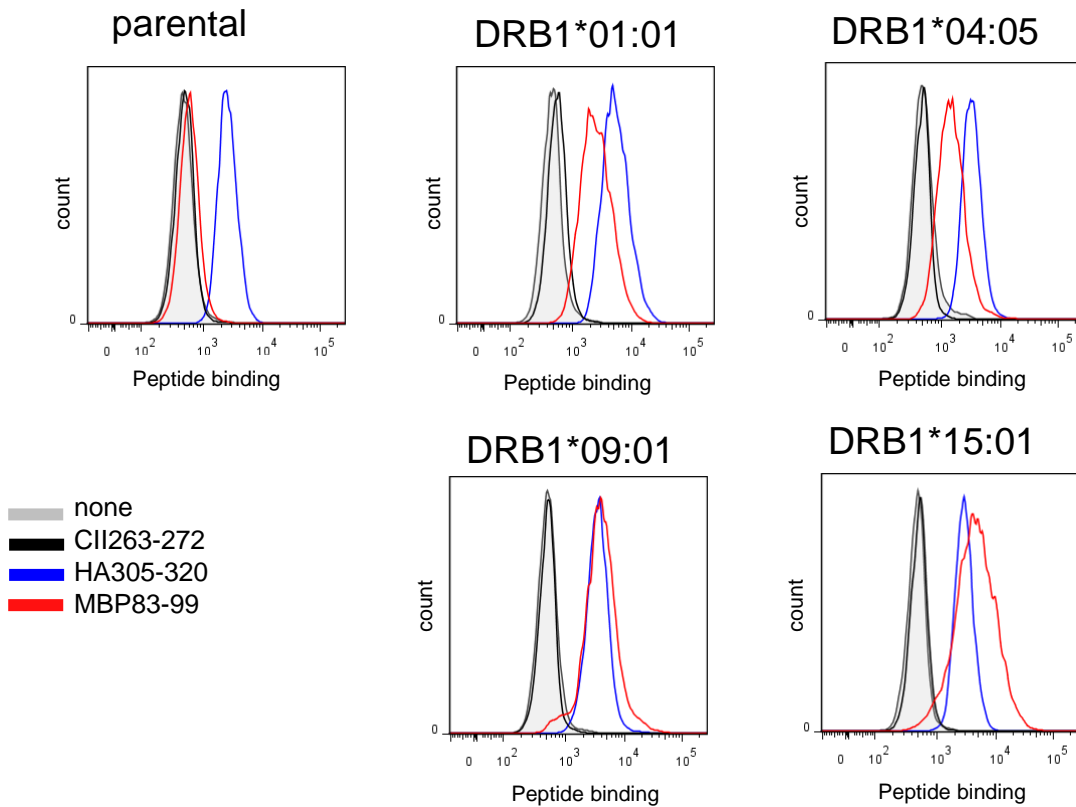 parental
count
0
0 10² 10³ 10⁴ 10⁵
Peptide binding
DRB1*01:01
count
0
0 10² 10³ 10⁴ 10⁵
Peptide binding
DRB1*04:05
count
0
0 10² 10³ 10⁴ 10⁵
Peptide binding
none
CII263-272
HA305-320
MBP83-99
DRB1*09:01
count
0
0 10² 10³ 10⁴ 10⁵
Peptide binding
DRB1*15:01
count
0
0 10² 10³ 10⁴ 10⁵
Peptide binding